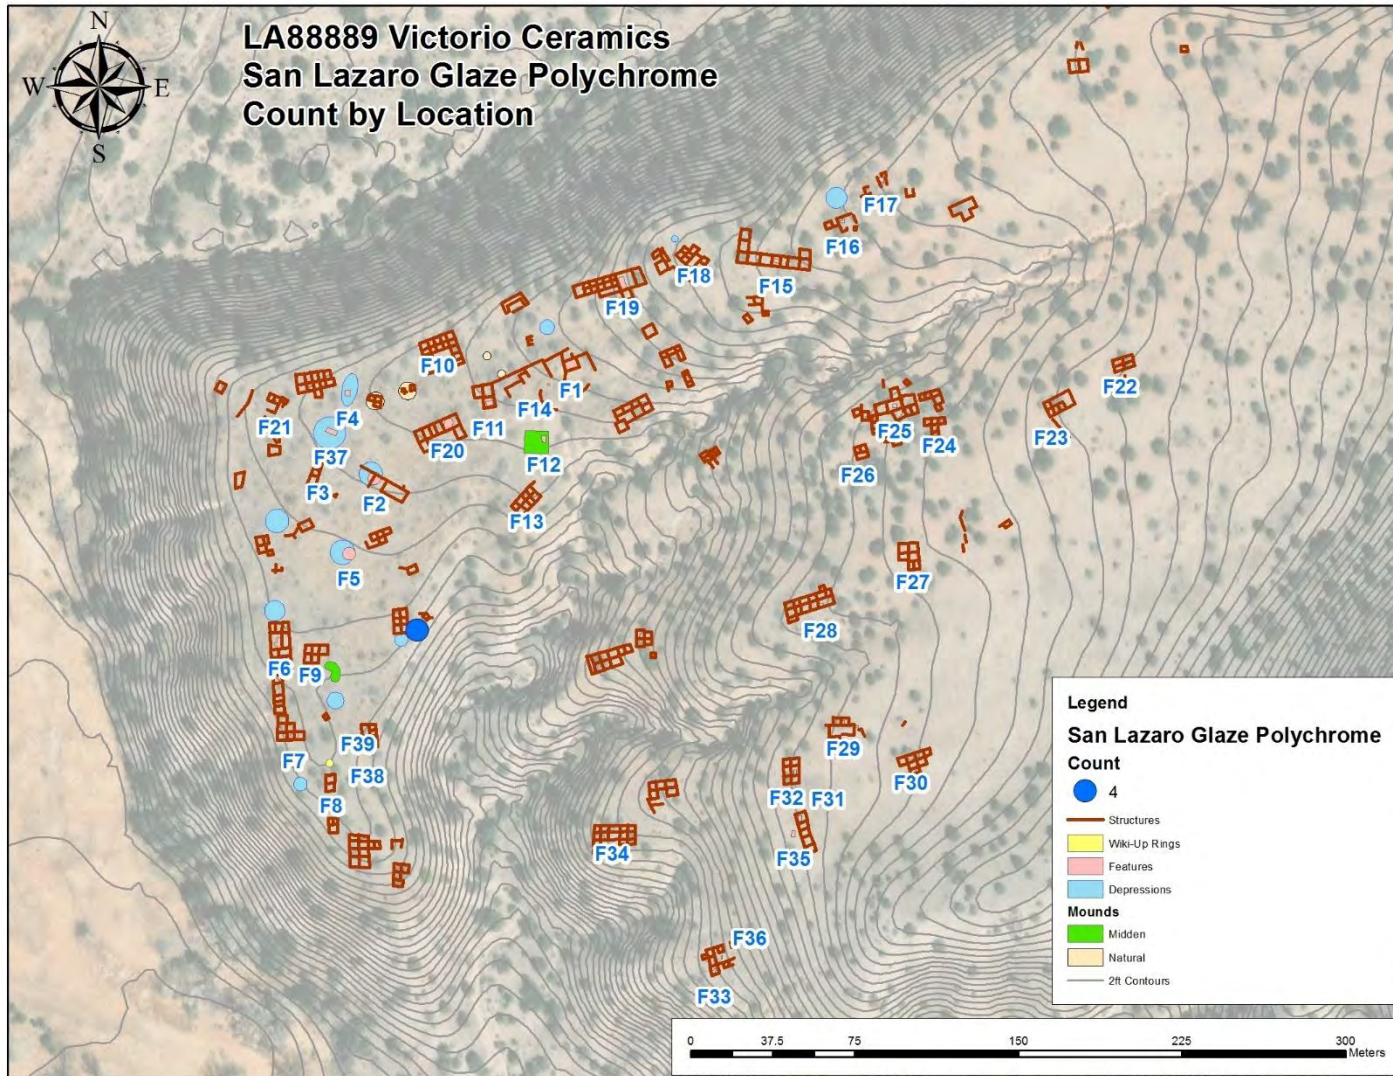 LA88889 Victorio Ceramics
San Lazaro Glaze Polychrome
Count by Location
N
W E
S
F17
F16
F18
F15
F19
F10
F1
F22
F4
F14
F21
F11
F23
F25
F24
F37
F20
F12
F26
F3
F2
F13
F5
F27
F28
F6
F9
F39
F29
F7
F38
F30
F8
F32
F31
F34
F35
F36
F33
Legend
San Lazaro Glaze Polychrome
Count
4
Structures
Wiki-Up Rings
Features
Depressions
Mounds
Midden
Natural
2ft Contours
0 37.5 75 150 225 300
Meters